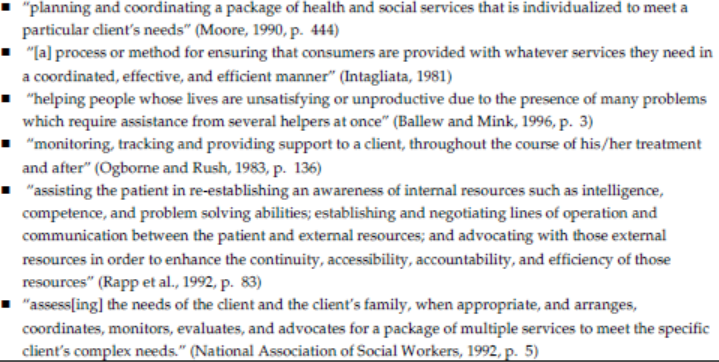 ■ "planning and coordinating a package of health and social services that is individualized to meet a
particular client's needs" (Moore, 1990, p. 444)
■ "[a] process or method for ensuring that consumers are provided with whatever services they need in
a coordinated, effective, and efficient manner" (Intagliata, 1981)
■ "helping people whose lives are unsatisfying or unproductive due to the presence of many problems
which require assistance from several helpers at once" (Ballew and Mink, 1996, p. 3)
■ "monitoring, tracking and providing support to a client, throughout the course of his/her treatment
and after" (Ogborne and Rush, 1983, p. 136)
■ "assisting the patient in re-establishing an awareness of internal resources such as intelligence,
competence, and problem solving abilities; establishing and negotiating lines of operation and
communication between the patient and external resources; and advocating with those external
resources in order to enhance the continuity, accessibility, accountability, and efficiency of those
resources" (Rapp et al., 1992, p. 83)
■ "assess[ing] the needs of the client and the client's family, when appropriate, and arranges,
coordinates, monitors, evaluates, and advocates for a package of multiple services to meet the specific
client's complex needs." (National Association of Social Workers, 1992, p. 5)